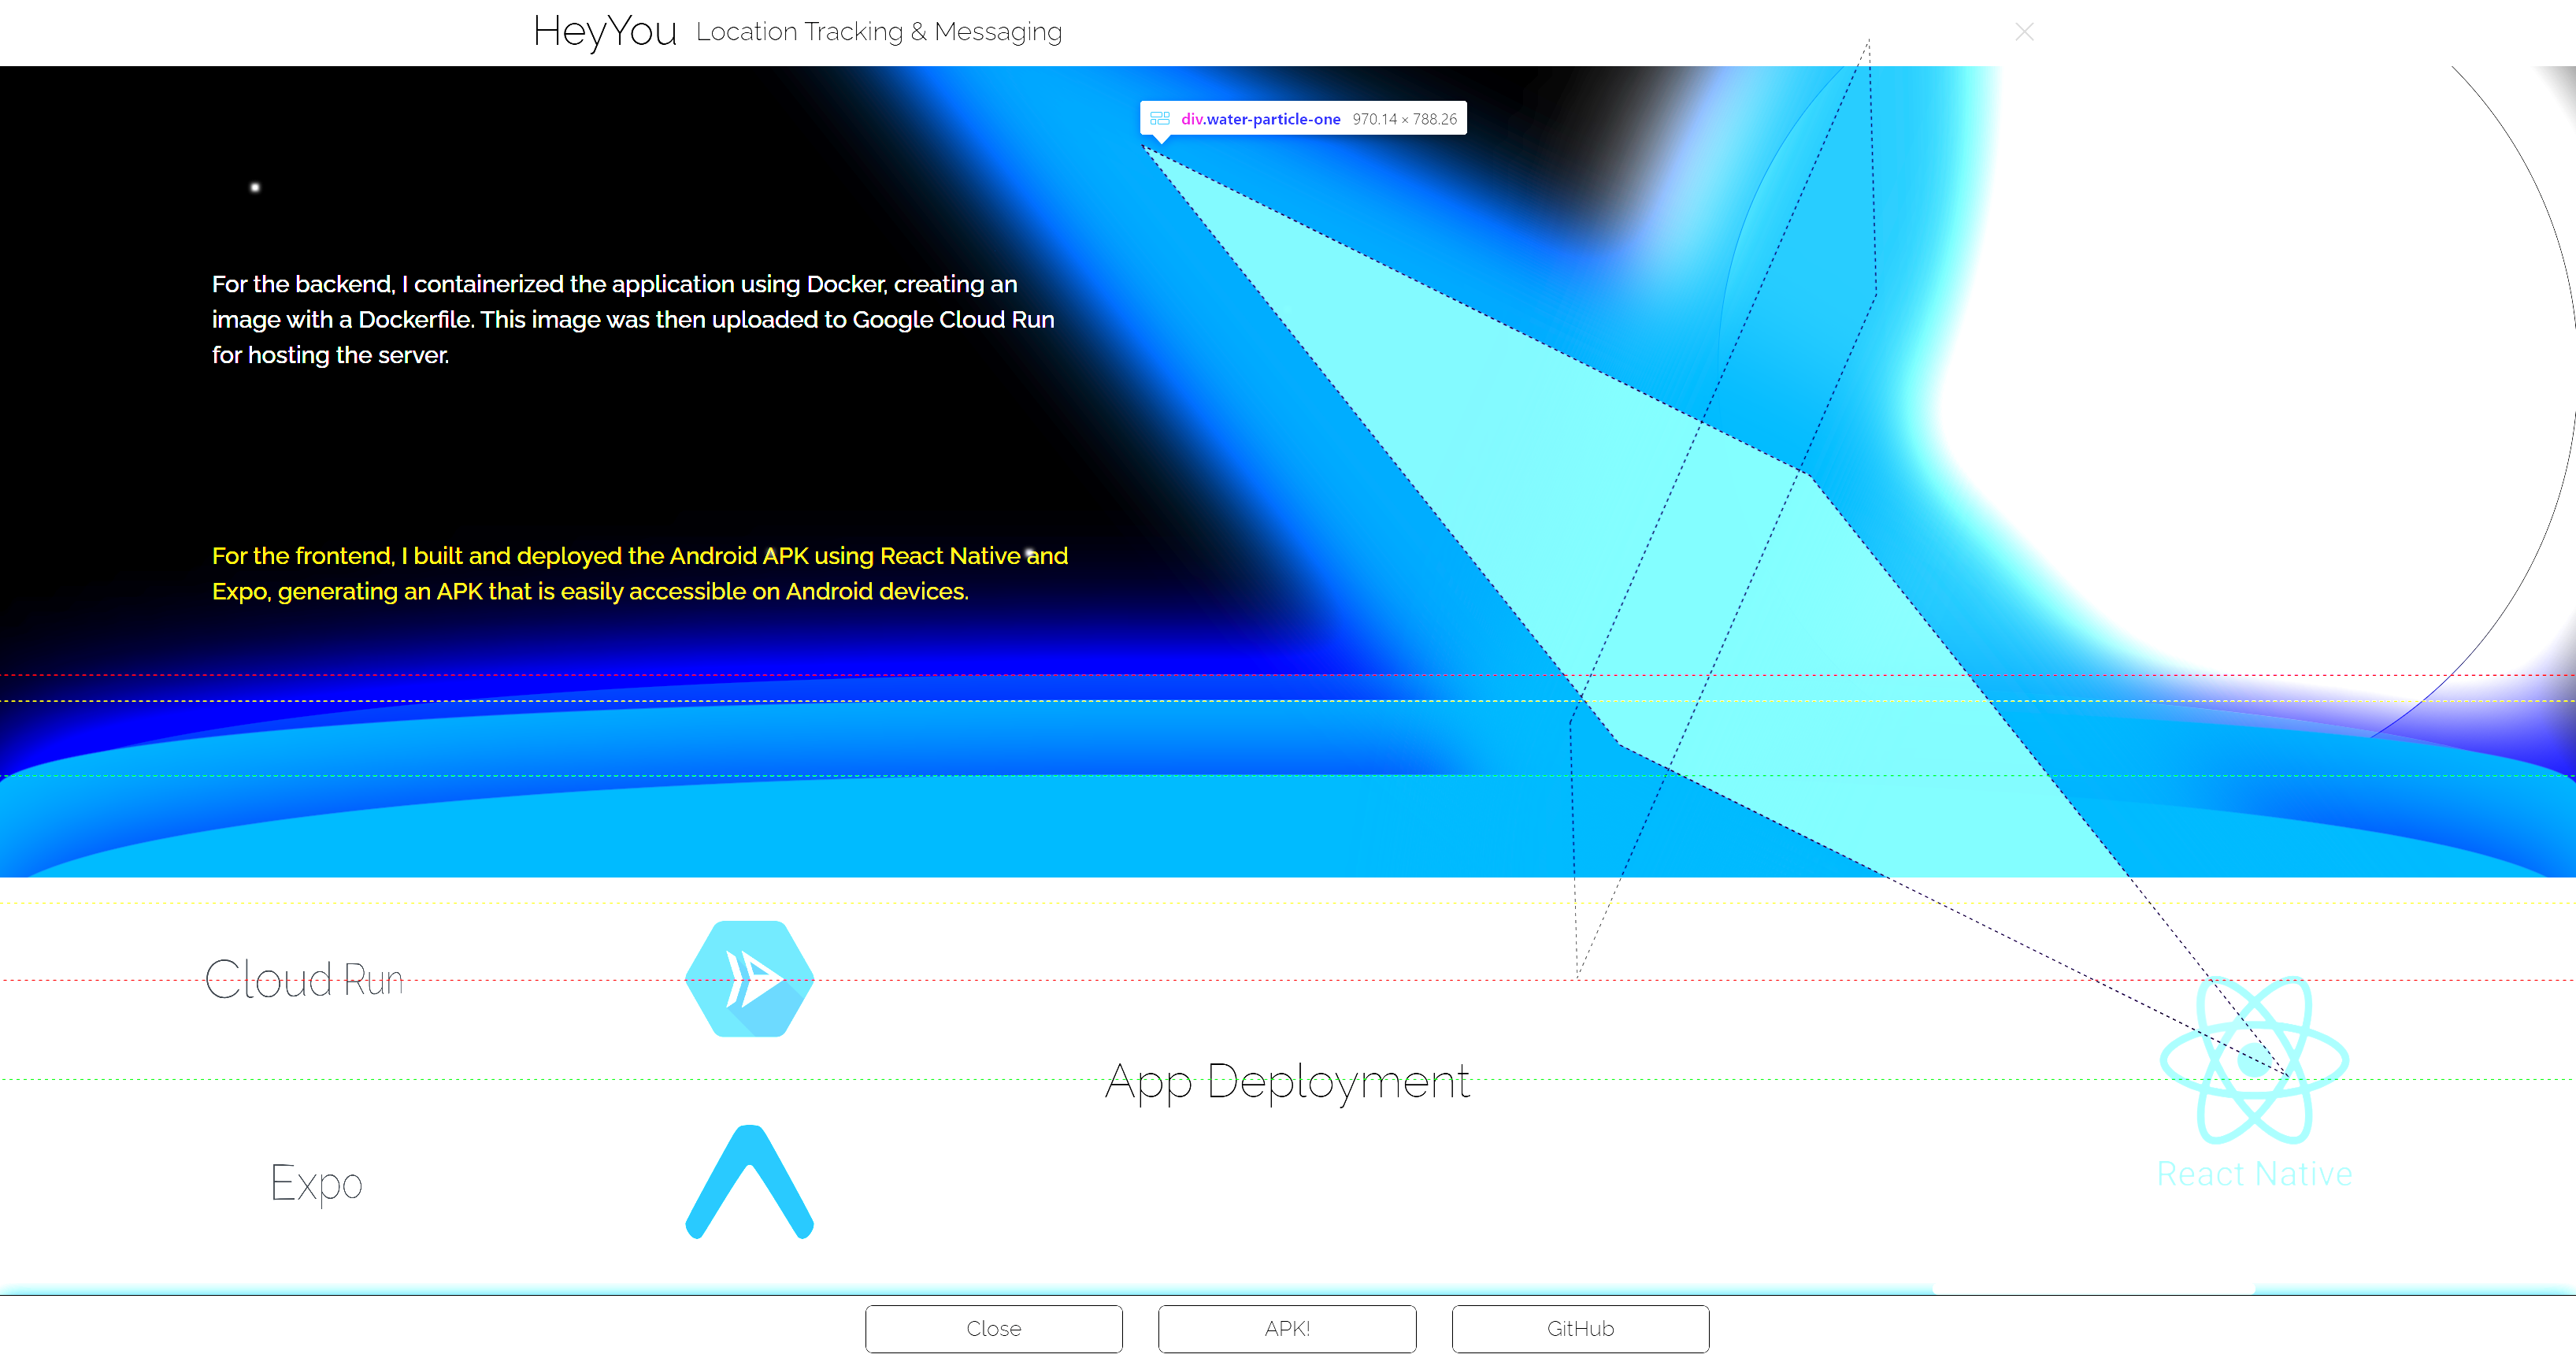 HeyYou Location Tracking & Messaging
div.water-particle-one 970.14 × 788.26
For the backend, I containerized the application using Docker, creating an
image with a Dockerfile. This image was then uploaded to Google Cloud Run
for hosting the server.
For the frontend, I built and deployed the Android APK using React Native and
Expo, generating an APK that is easily accessible on Android devices.
Cloud Run
App Deployment
Expo
React Native
Close
APK!
GitHub